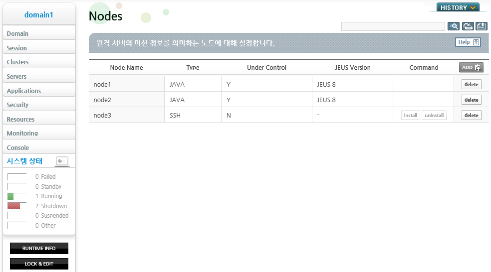 domain1
Domain
Session
Clusters
Servers
Applications
Security
Resources
Monitoring
Console
시스템 상태
0 Failed
0 Standby
1 Running
2 Shutdown
0 Suspended
0 Other
RUNTIME INFO
LOCK & EDIT
Nodes
HISTORY
원격 서버의 머신 정보를 의미하는 노드에 대해 설정합니다.
Help
Node Name Type Under Control JEUS Version Command ADD
node1 JAVA Y JEUS 8 delete
node2 JAVA Y JEUS 8 delete
node3 SSH N - install uninstall delete